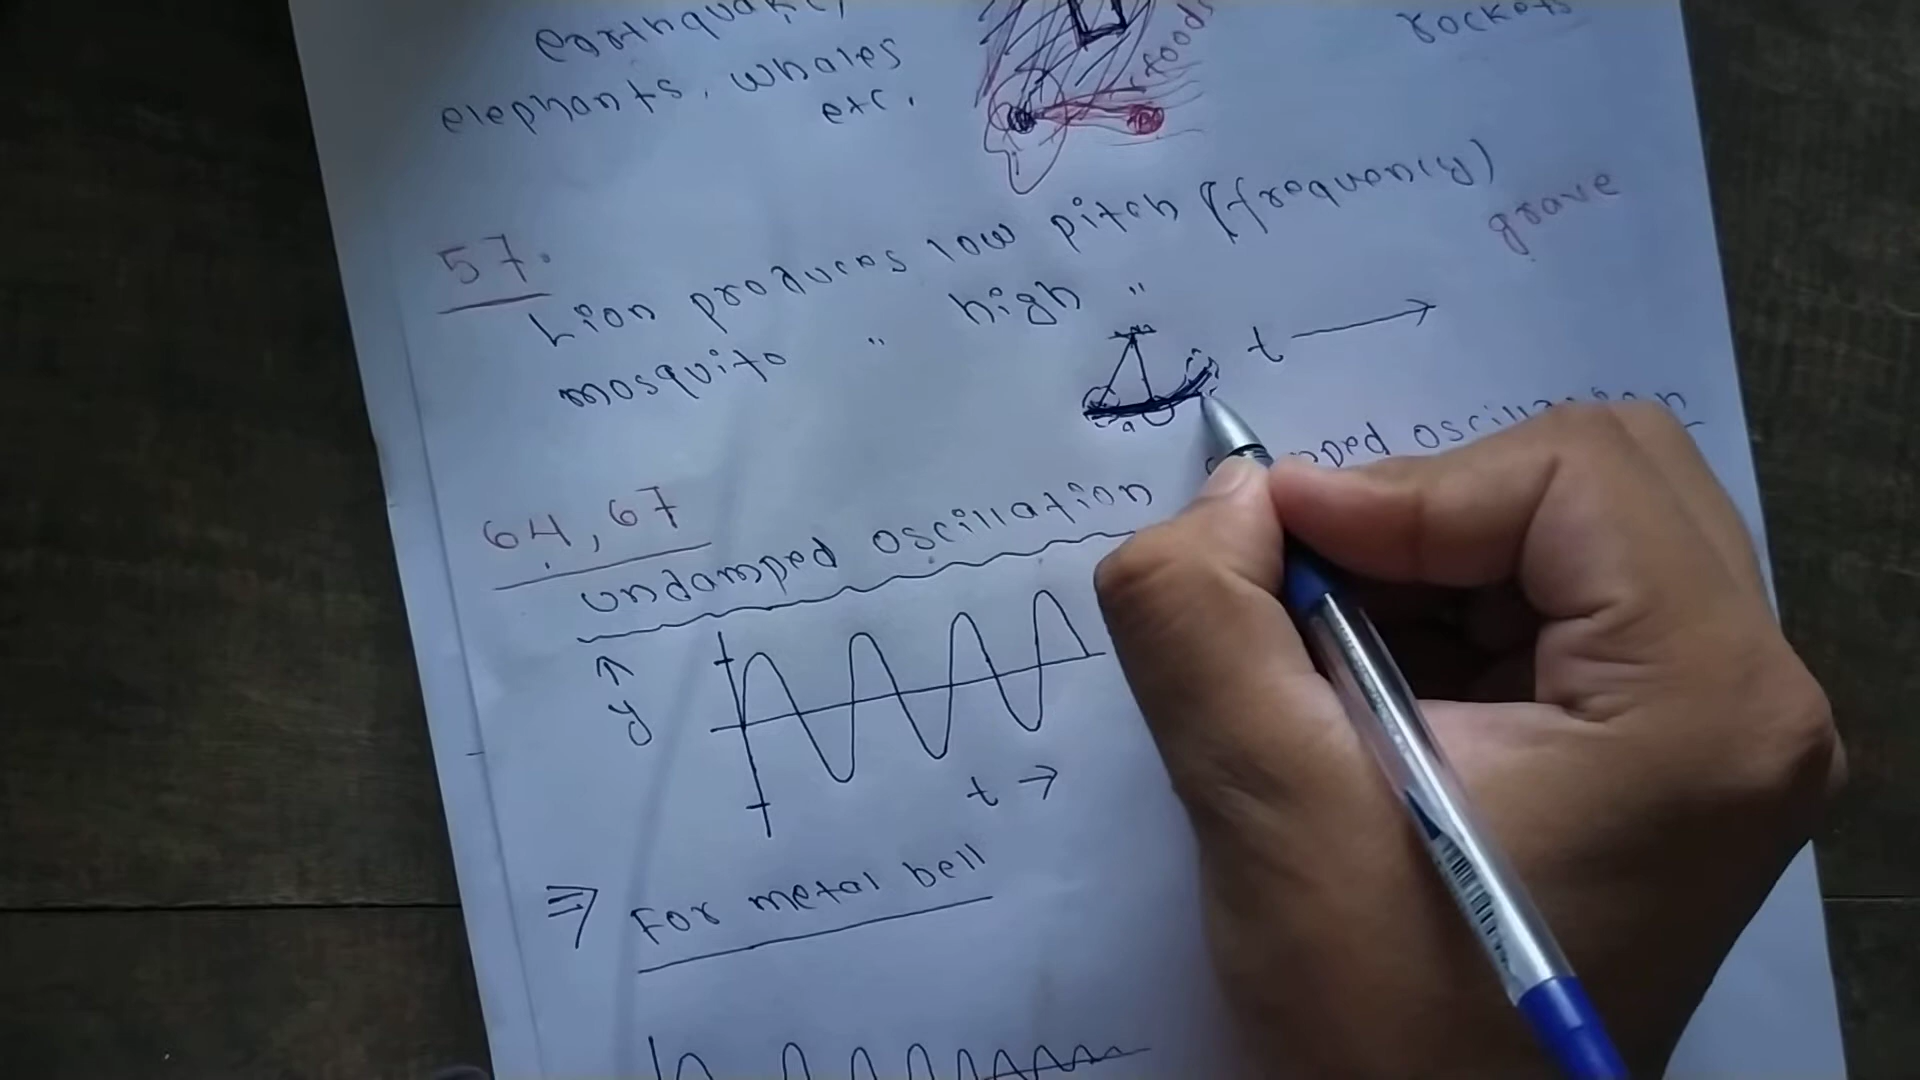 earthquake,
elephants, whales
etc.
foods
rockets
57.
Lion produces low pitch (frequency)
grave
mosquito " high "
t →
64, 67
undamped oscillation
oscillation
y
t →
⇒ For metal bell